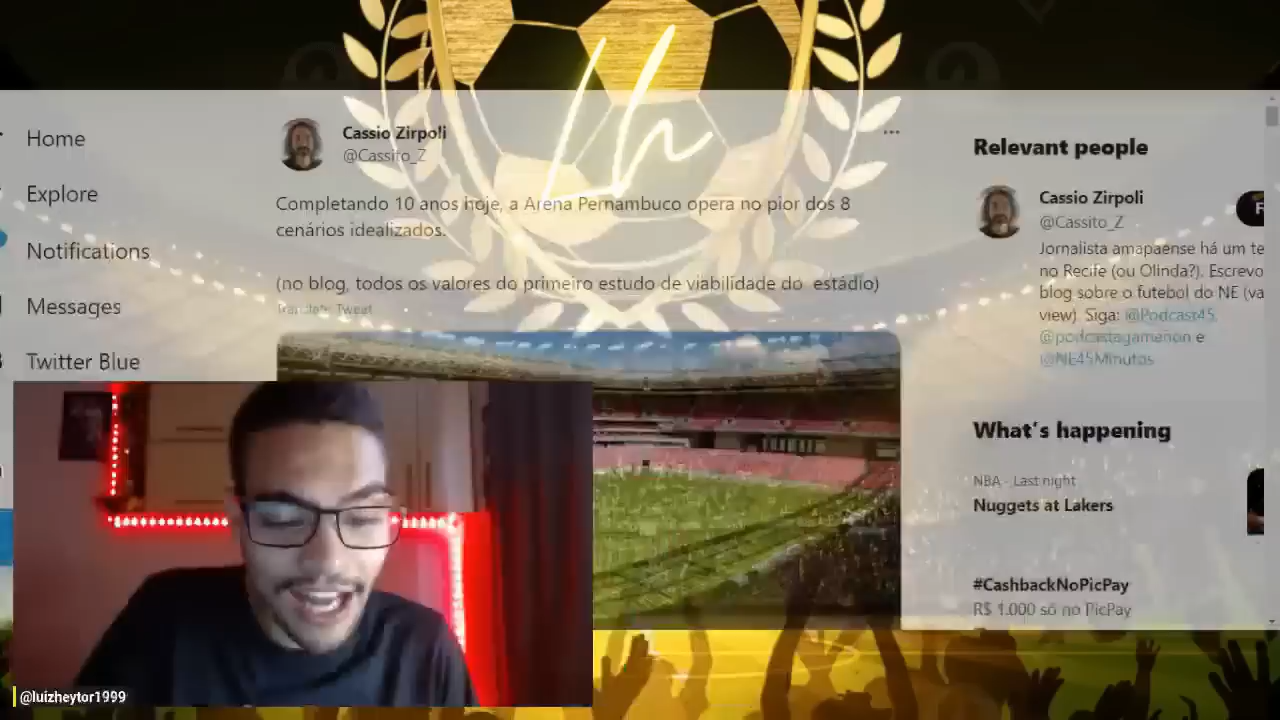 Lh
Home
Explore
Notifications
Messages
Twitter Blue
Cassio Zirpoli
@Cassito_Z
Completando 10 anos hoje, a Arena Pernambuco opera no pior dos 8
cenários idealizados.
(no blog, todos os valores do primeiro estudo de viabilidade do estádio)
Translate Tweet
Relevant people
Cassio Zirpoli
@Cassito_Z
F
Jornalista amapaense há um te
no Recife (ou Olinda?). Escrevo
blog sobre o futebol do NE (va
view). Siga: @Podcast45,
@podcastagamenon e
@NE45Minutos
What's happening
NBA · Last night
Nuggets at Lakers
#CashbackNoPicPay
R$ 1.000 só no PicPay
@luizheytor1999